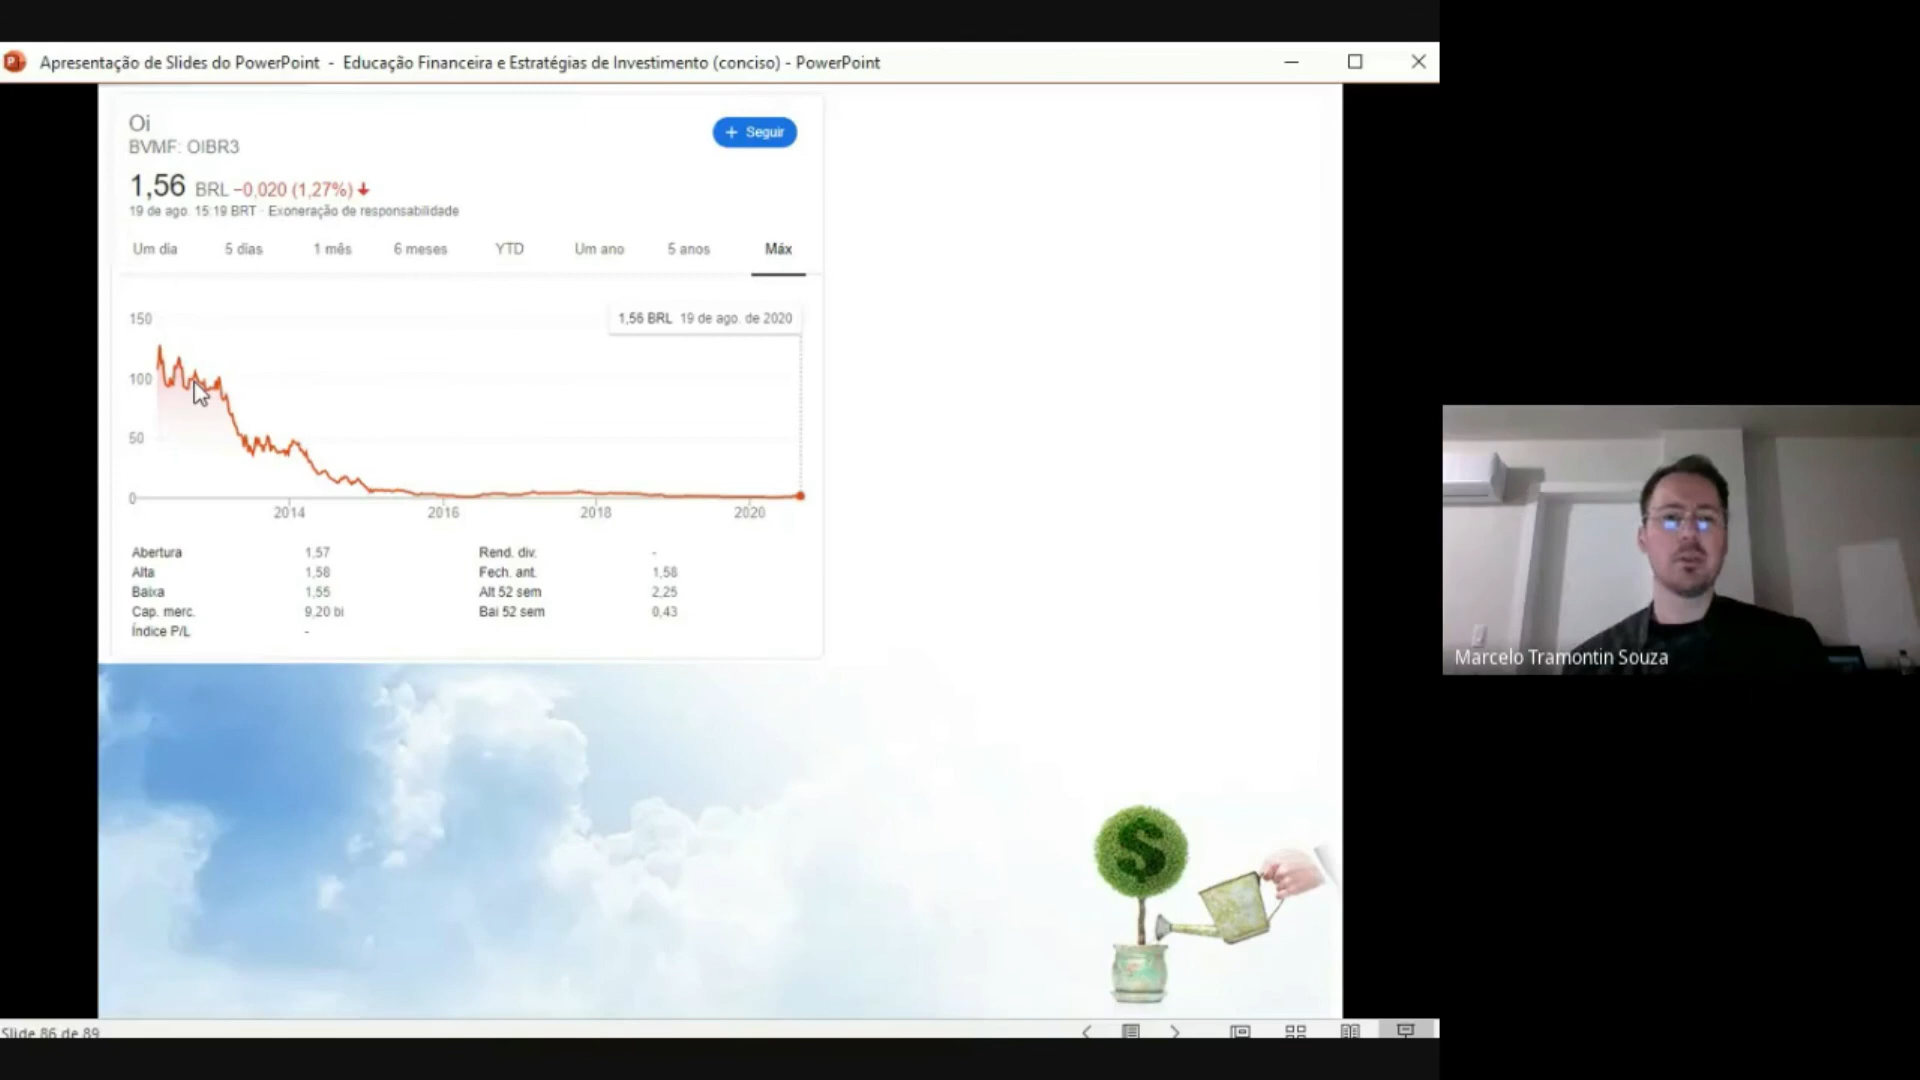 Apresentação de Slides do PowerPoint - Educação Financeira e Estratégias de Investimento (conciso) - PowerPoint
Oi
BVMF: OIBR3
+ Seguir
1,56 BRL −0,020 (1,27%)
19 de ago. 15:19 BRT · Exoneração de responsabilidade
Um dia 5 dias 1 mês 6 meses YTD Um ano 5 anos Máx
1,56 BRL 19 de ago. de 2020
150
100
50
0
2014 2016 2018 2020
Abertura 1,57 Rend. div. -
Alta 1,58 Fech. ant. 1,58
Baixa 1,55 Alt 52 sem 2,25
Cap. merc. 9,20 bi Bai 52 sem 0,43
Índice P/L -
$
Marcelo Tramontin Souza
Slide 86 de 89